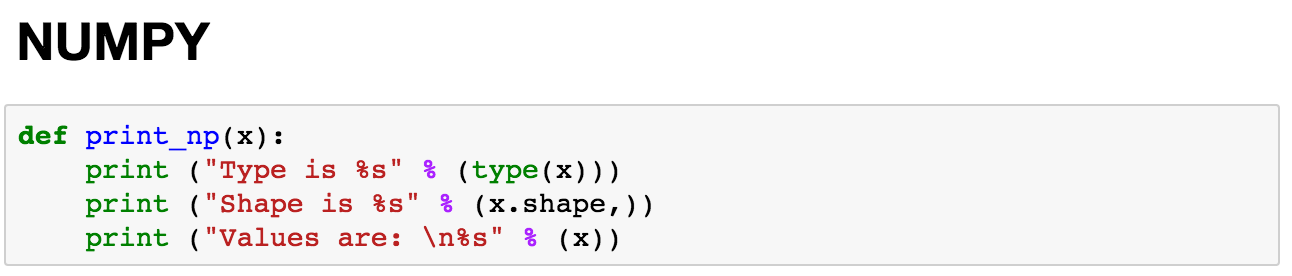 NUMPY
def print_np(x):
    print ("Type is %s" % (type(x)))
    print ("Shape is %s" % (x.shape,))
    print ("Values are: \n%s" % (x))